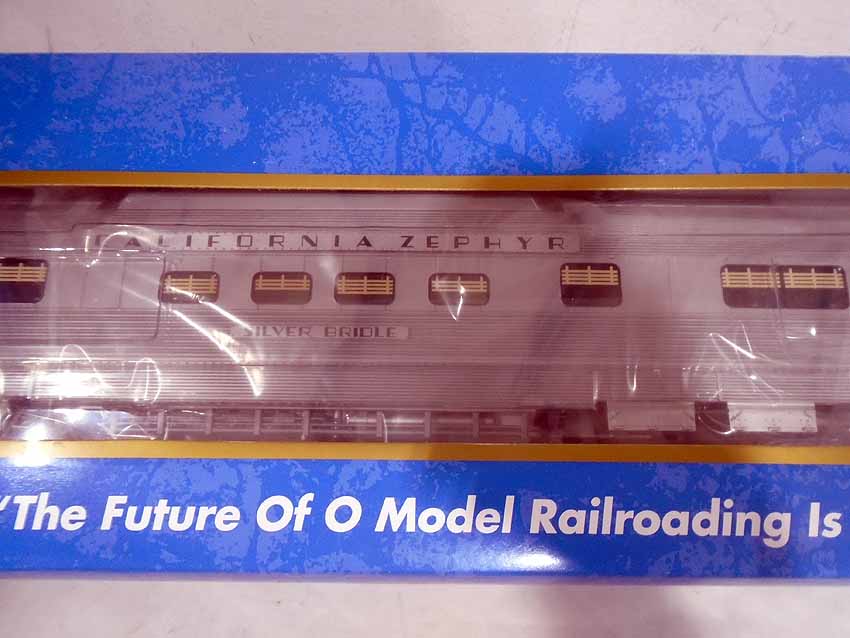 CALIFORNIA ZEPHYR
SILVER BRIDLE
"The Future Of O Model Railroading Is